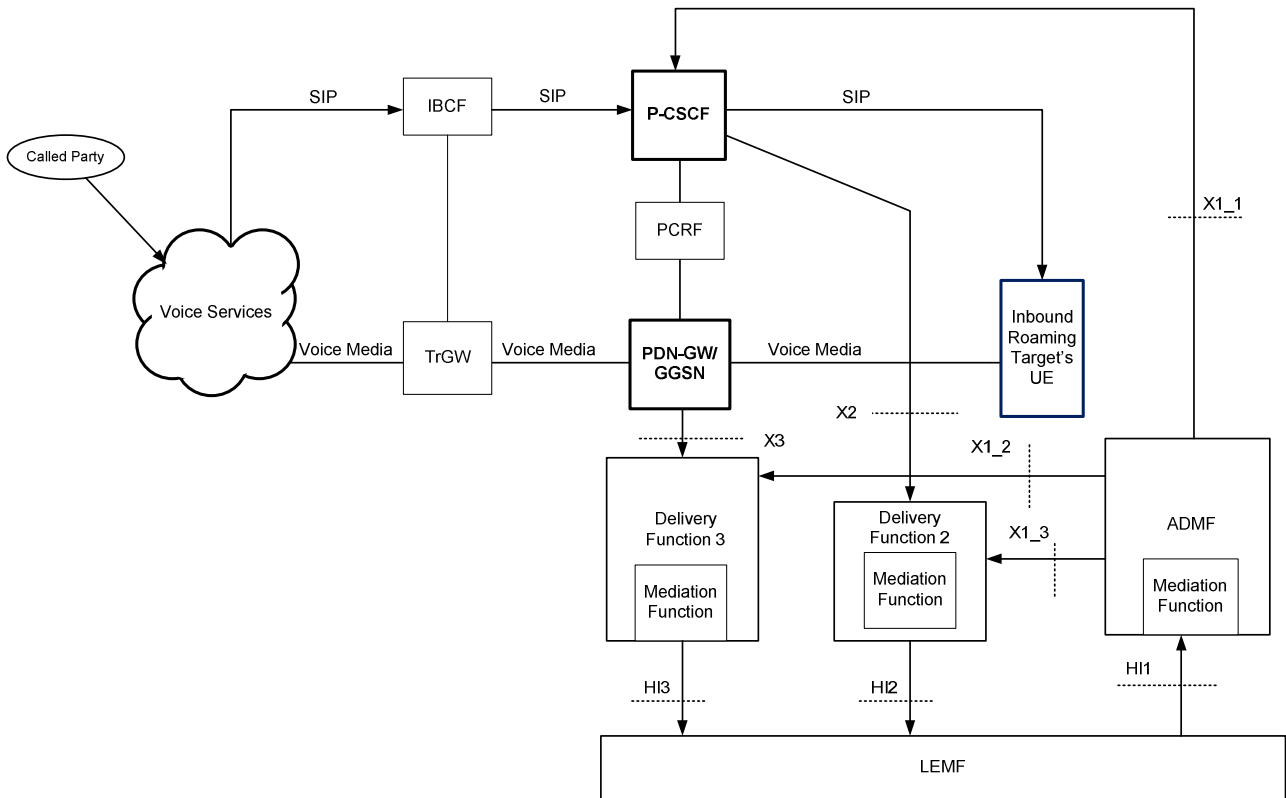 SIP
IBCF
SIP
P-CSCF
SIP
Called Party
X1_1
PCRF
Voice Services
Inbound
Roaming
Target's
UE
Voice Media
TrGW
Voice Media
PDN-GW/
GGSN
Voice Media
X2
X3
X1_2
Delivery
Function 3
Mediation
Function
Delivery
Function 2
Mediation
Function
X1_3
ADMF
Mediation
Function
HI3
HI2
HI1
LEMF